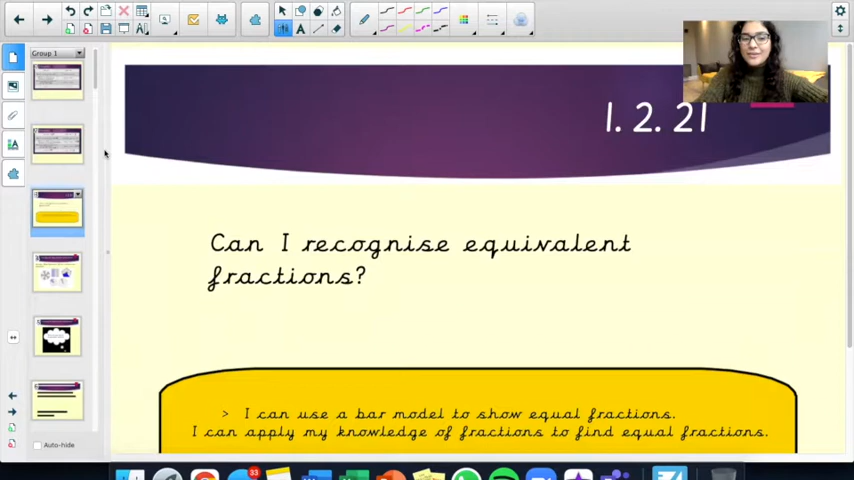 Group 1
1. 2. 21
Can I recognise equivalent
fractions?
> I can use a bar model to show equal fractions.
I can apply my knowledge of fractions to find equal fractions.
Auto-hide
33